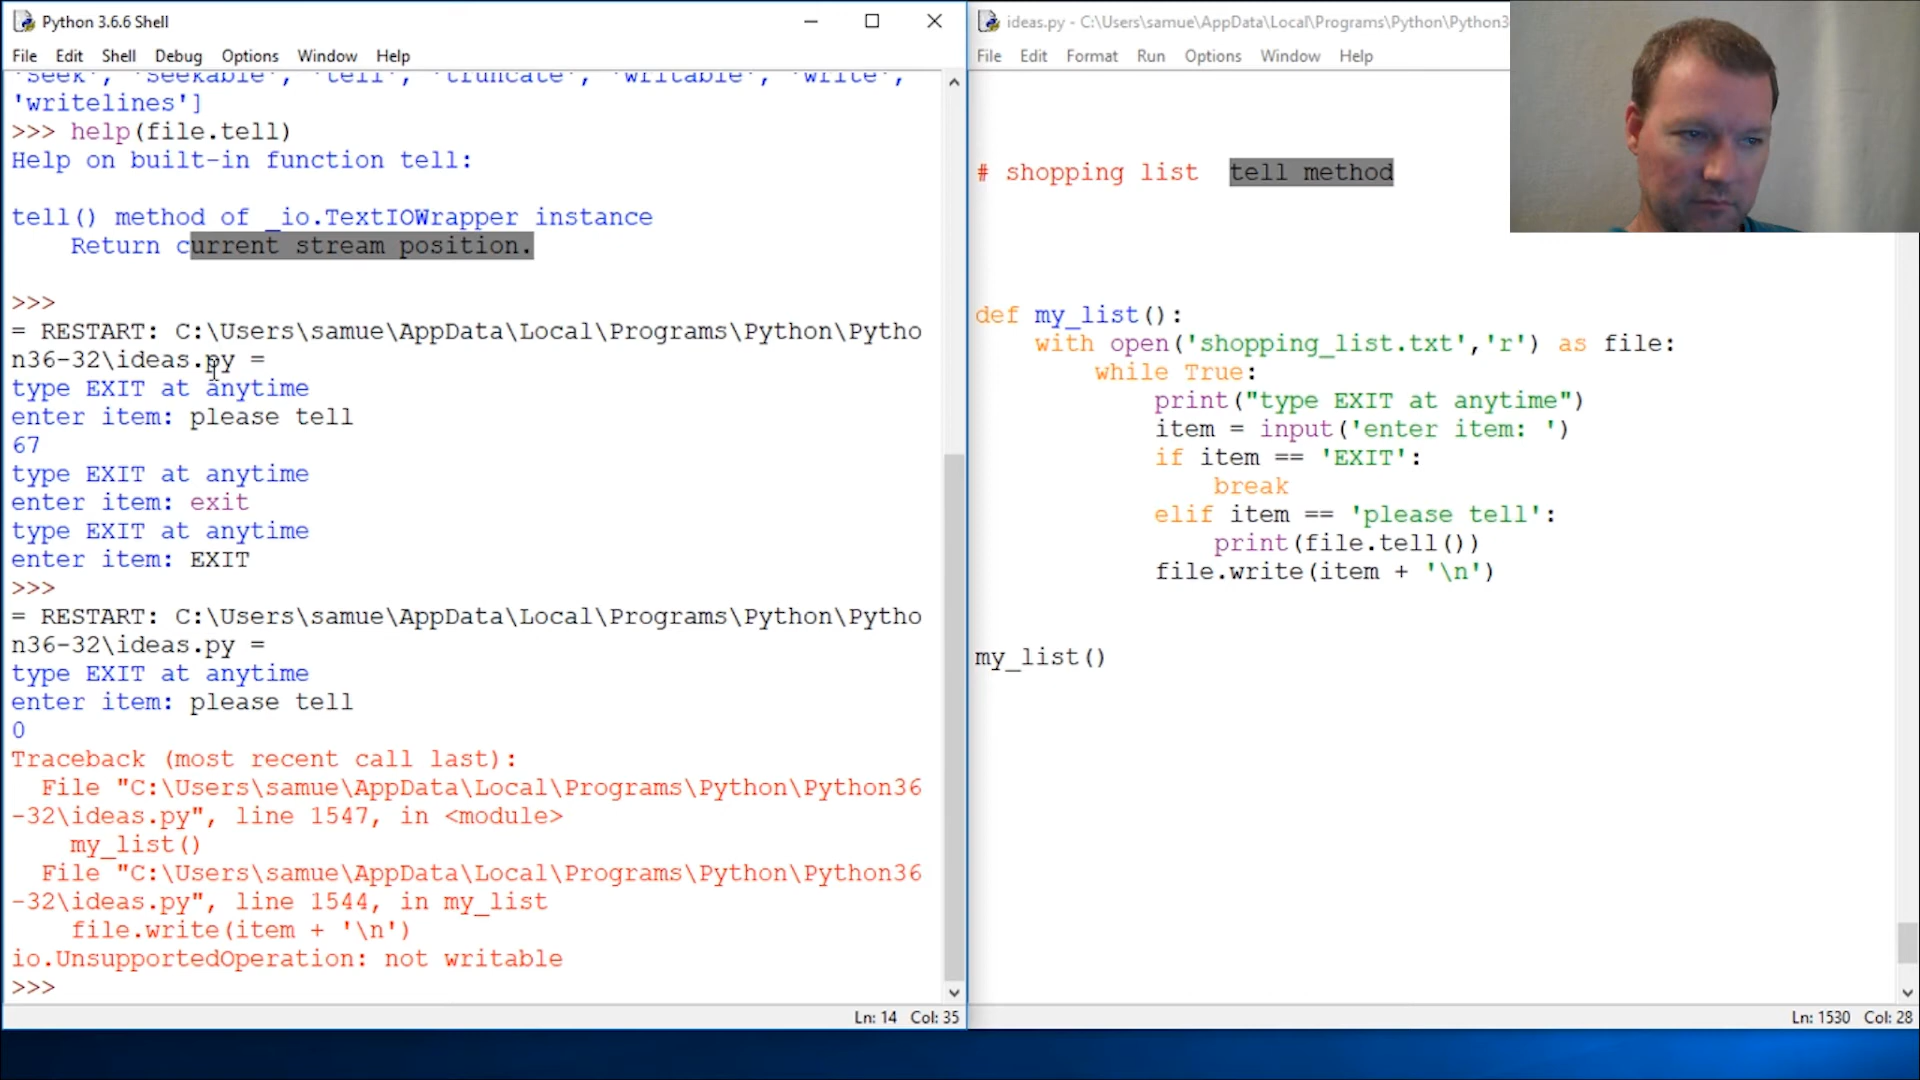 Python 3.6.6 Shell
File Edit Shell Debug Options Window Help
'seek', 'seekable', 'tell', 'truncate', 'writable', 'write',
'writelines']
>>> help(file.tell)
Help on built-in function tell:
tell() method of _io.TextIOWrapper instance
Return current stream position.
>>>
= RESTART: C:\Users\samue\AppData\Local\Programs\Python\Pytho
n36-32\ideas.py =
type EXIT at anytime
enter item: please tell
67
type EXIT at anytime
enter item: exit
type EXIT at anytime
enter item: EXIT
>>>
= RESTART: C:\Users\samue\AppData\Local\Programs\Python\Pytho
n36-32\ideas.py =
type EXIT at anytime
enter item: please tell
0
Traceback (most recent call last):
File "C:\Users\samue\AppData\Local\Programs\Python\Python36
-32\ideas.py", line 1547, in <module>
my_list()
File "C:\Users\samue\AppData\Local\Programs\Python\Python36
-32\ideas.py", line 1544, in my_list
file.write(item + '\n')
io.UnsupportedOperation: not writable
>>>
Ln: 14 Col: 35
ideas.py - C:\Users\samue\AppData\Local\Programs\Python\Python3
File Edit Format Run Options Window Help
# shopping list tell method
def my_list():
with open('shopping_list.txt','r') as file:
while True:
print("type EXIT at anytime")
item = input('enter item: ')
if item == 'EXIT':
break
elif item == 'please tell':
print(file.tell())
file.write(item + '\n')
my_list()
Ln: 1530 Col: 28